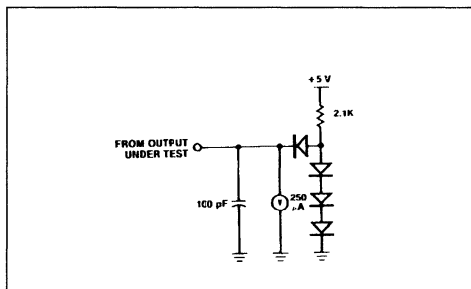 +5 V
2.1K
FROM OUTPUT
UNDER TEST
100 pF
250
μA